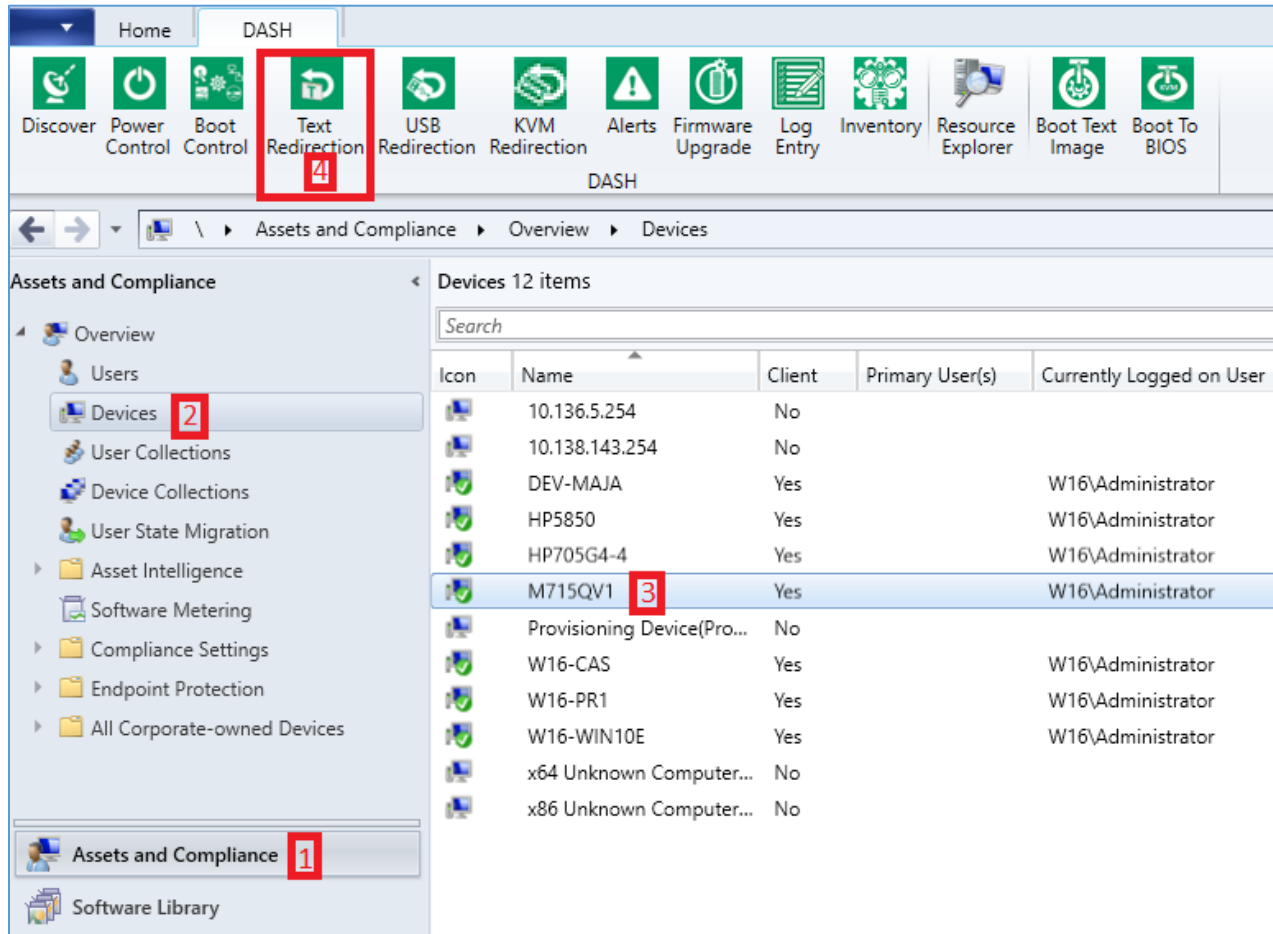 Home DASH
Discover Power Control Boot Control Text Redirection USB Redirection KVM Redirection Alerts Firmware Upgrade Log Entry Inventory Resource Explorer Boot Text Image Boot To BIOS
4
DASH
\ Assets and Compliance Overview Devices
Assets and Compliance
Overview
Users
Devices 2
User Collections
Device Collections
User State Migration
Asset Intelligence
Software Metering
Compliance Settings
Endpoint Protection
All Corporate-owned Devices
Assets and Compliance 1
Software Library
Devices 12 items
Search
Icon Name Client Primary User(s) Currently Logged on User
10.136.5.254 No
10.138.143.254 No
DEV-MAJA Yes W16\Administrator
HP5850 Yes W16\Administrator
HP705G4-4 Yes W16\Administrator
M715QV1 3 Yes W16\Administrator
Provisioning Device(Pro... No
W16-CAS Yes W16\Administrator
W16-PR1 Yes W16\Administrator
W16-WIN10E Yes W16\Administrator
x64 Unknown Computer... No
x86 Unknown Computer... No